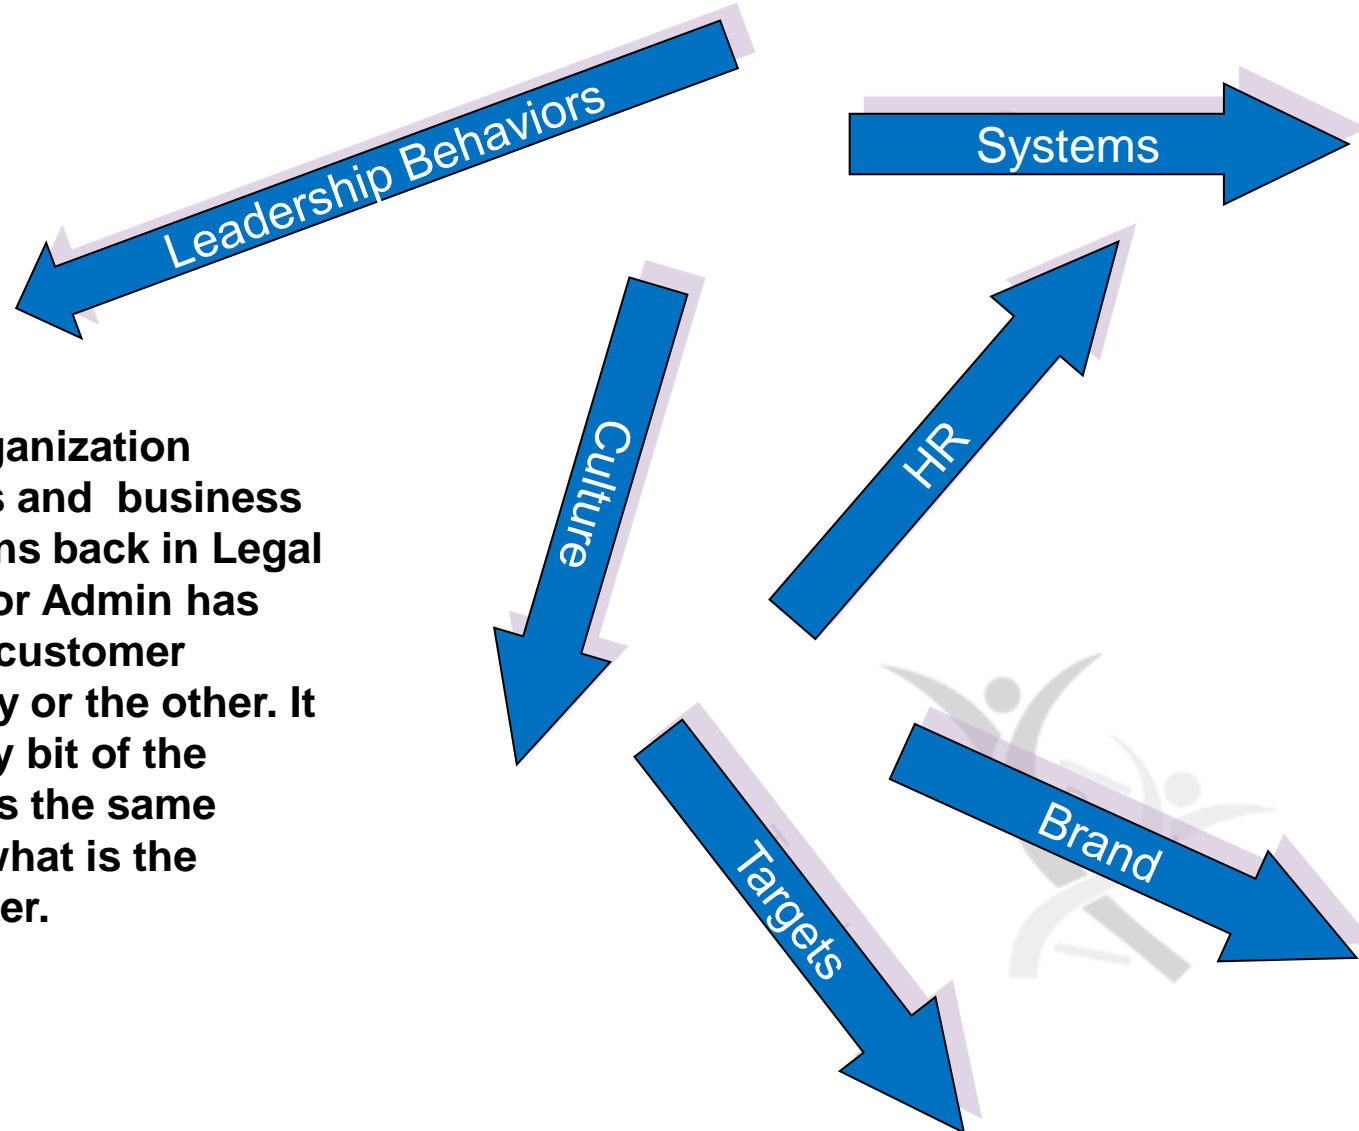 Leadership Behaviors
Systems
Culture
HR
ganization
s and  business
ns back in Legal
or Admin has
customer
y or the other. It
y bit of the
s the same
what is the
er.
Targets
Brand